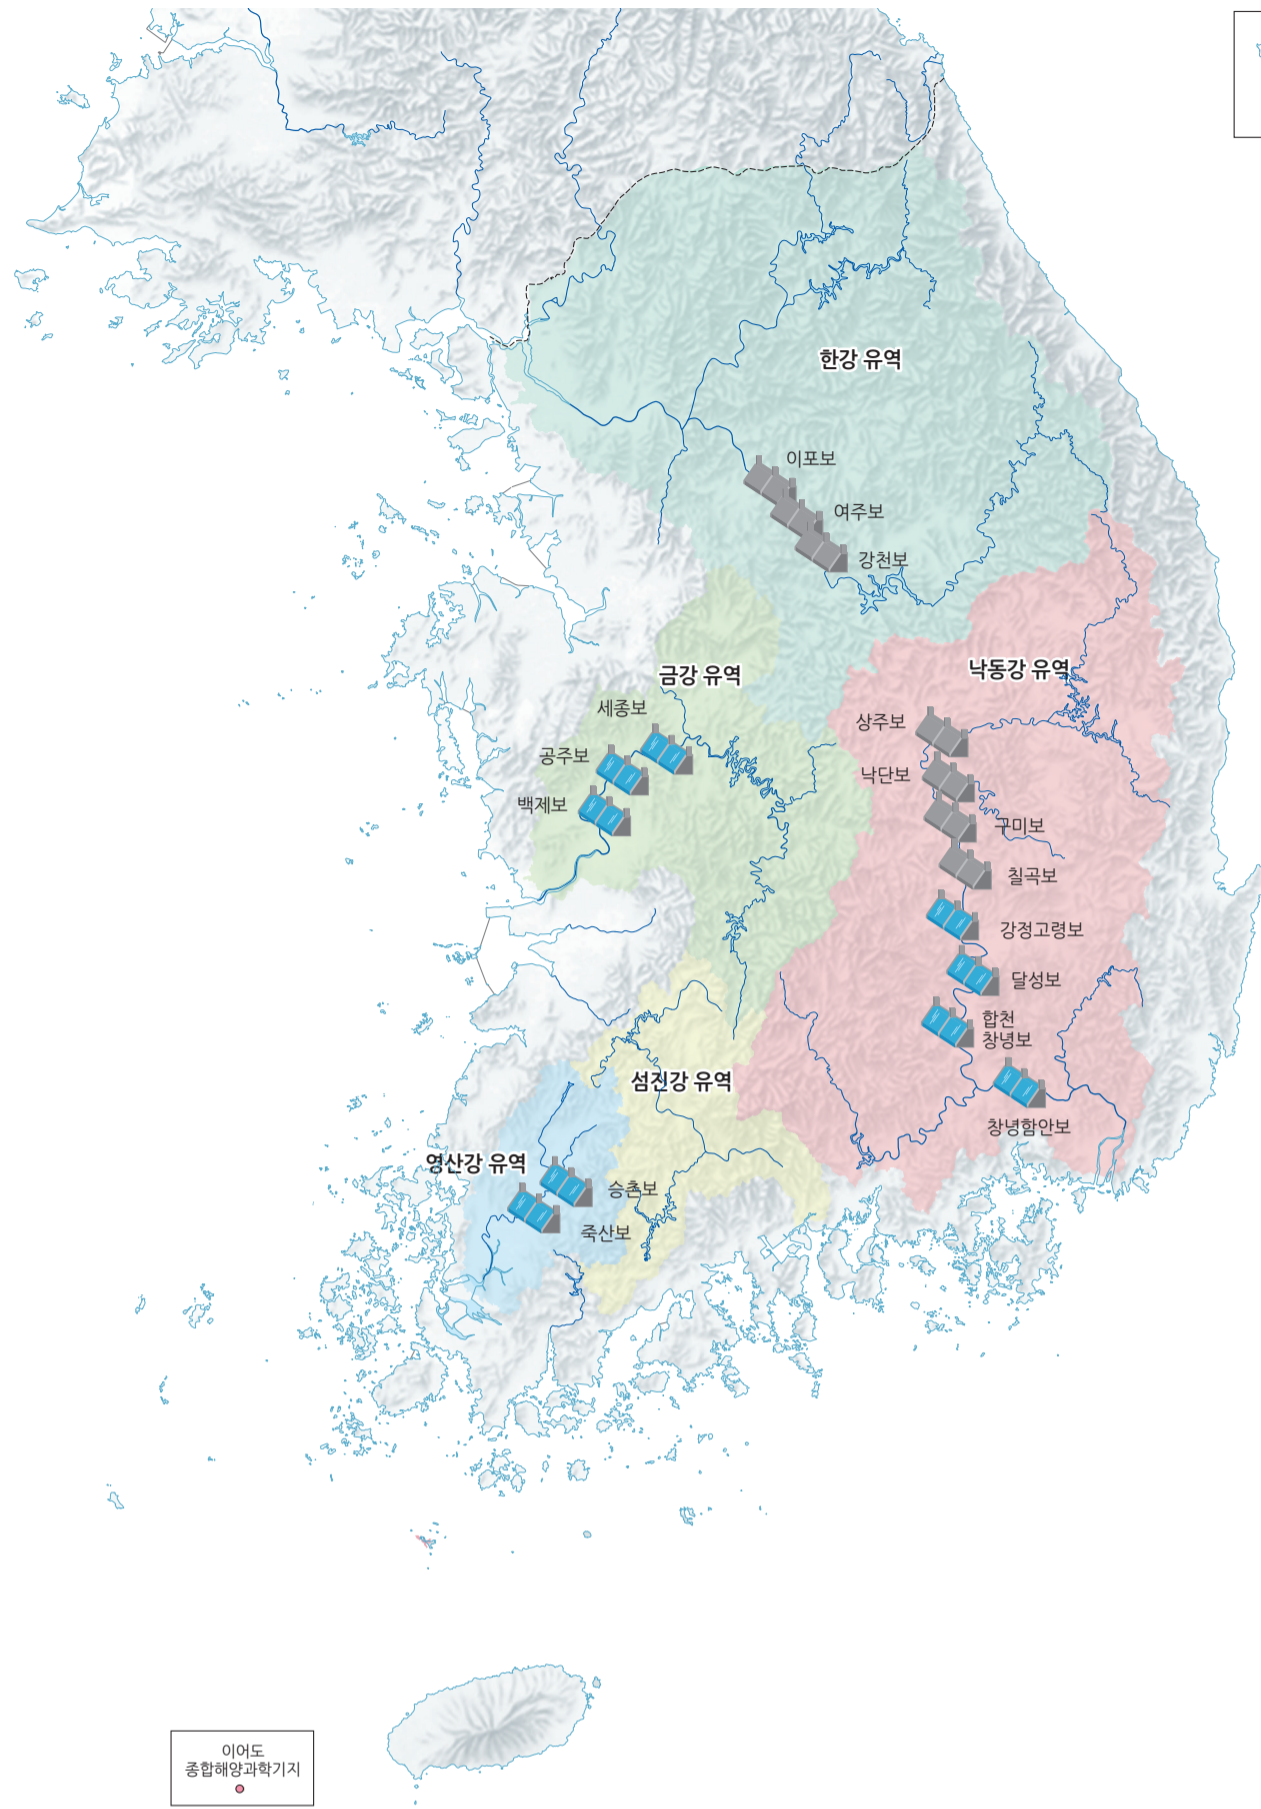 한강 유역
이포보
여주보
강천보
금강 유역
세종보
공주보
백제보
낙동강 유역
상주보
낙단보
구미보
칠곡보
강정고령보
달성보
합천
창녕보
창녕함안보
섬진강 유역
영산강 유역
승촌보
죽산보
이어도
종합해양과학기지